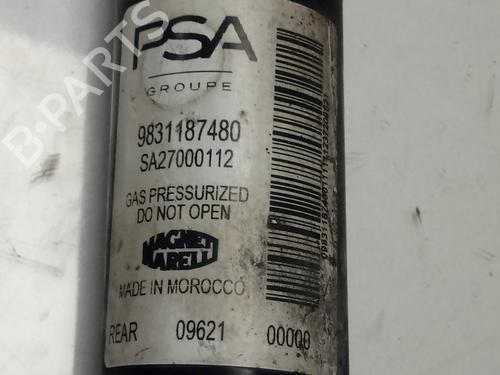 PSA
GROUPE
9831187480
SA27000112
GAS PRESSURIZED
DO NOT OPEN
MAGNETI
MARELLI
MADE IN MOROCCO
REAR 09621 00000
B-PARTS